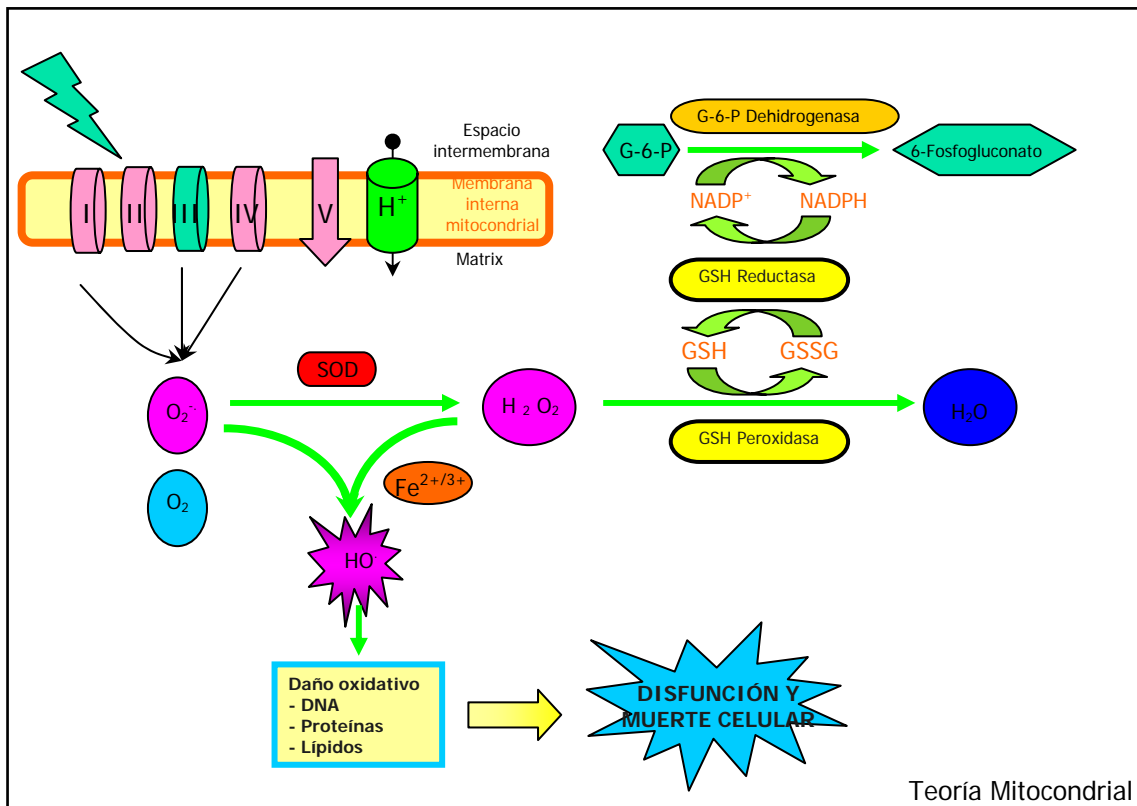 Espacio
intermembrana
G-6-P Dehidrogenasa
G-6-P
6-Fosfogluconato
NADP⁺
NADPH
I
II
III
IV
V
H⁺
Membrana
interna
mitocondrial
Matrix
GSH Reductasa
GSH
GSSG
SOD
O₂⁻·
H ₂ O₂
H₂O
GSH Peroxidasa
O₂
Fe²⁺/³⁺
HO
Daño oxidativo
- DNA
- Proteínas
- Lípidos
DISFUNCIÓN Y
MUERTE CELULAR
Teoría Mitocondrial